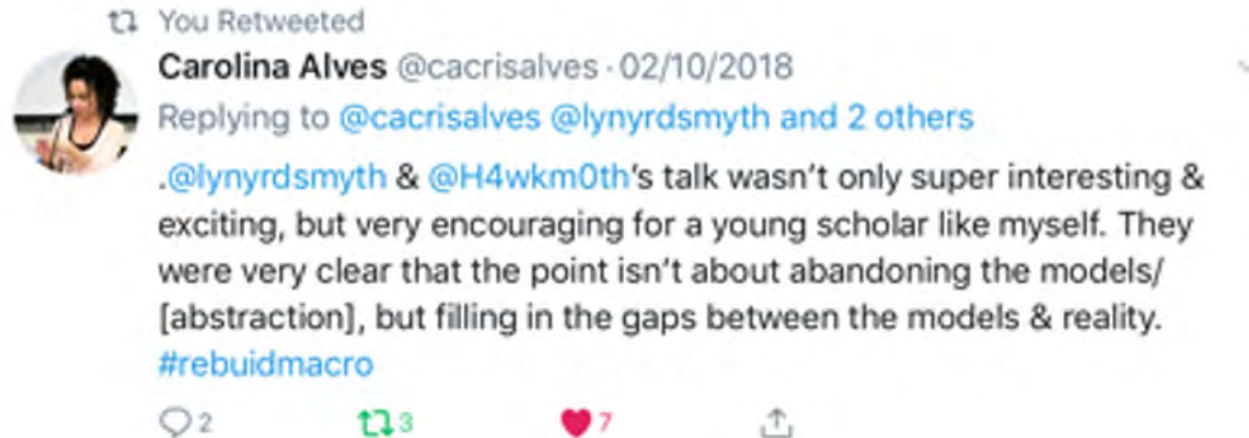 You Retweeted
Carolina Alves @cacrisalves · 02/10/2018
Replying to @cacrisalves @lynyrdsmyth and 2 others
.@lynyrdsmyth & @H4wkm0th's talk wasn't only super interesting &
exciting, but very encouraging for a young scholar like myself. They
were very clear that the point isn't about abandoning the models/
[abstraction], but filling in the gaps between the models & reality.
#rebuidmacro
2 3 7